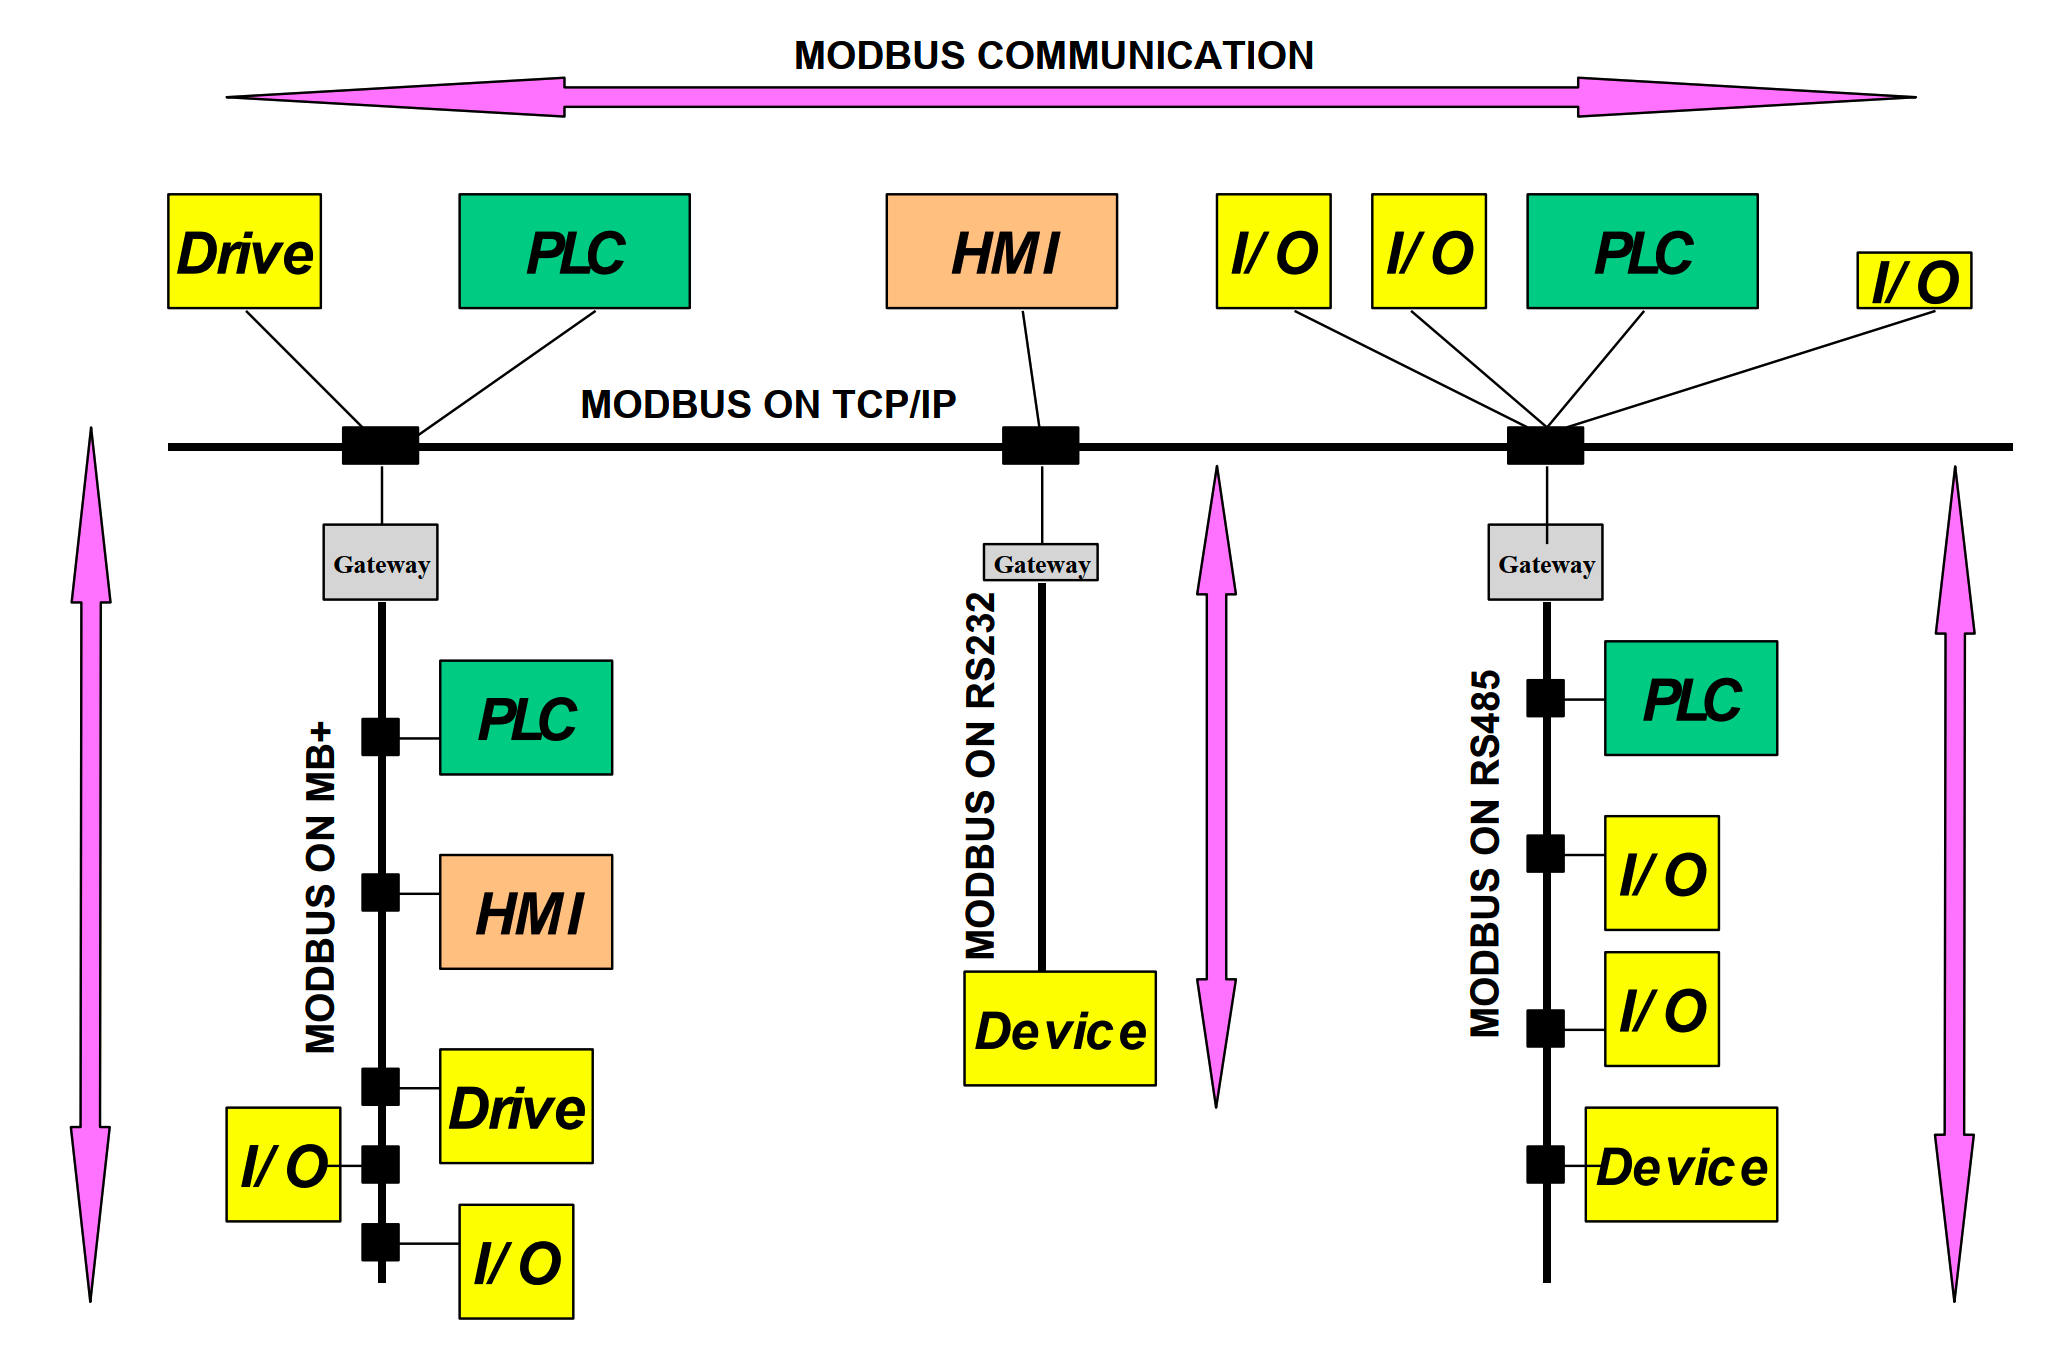 MODBUS COMMUNICATION
Drive
PLC
HMI
I/O
I/O
PLC
I/O
MODBUS ON TCP/IP
Gateway
Gateway
Gateway
MODBUS ON MB+
PLC
HMI
Drive
I/O
I/O
MODBUS ON RS232
Device
MODBUS ON RS485
PLC
I/O
I/O
Device